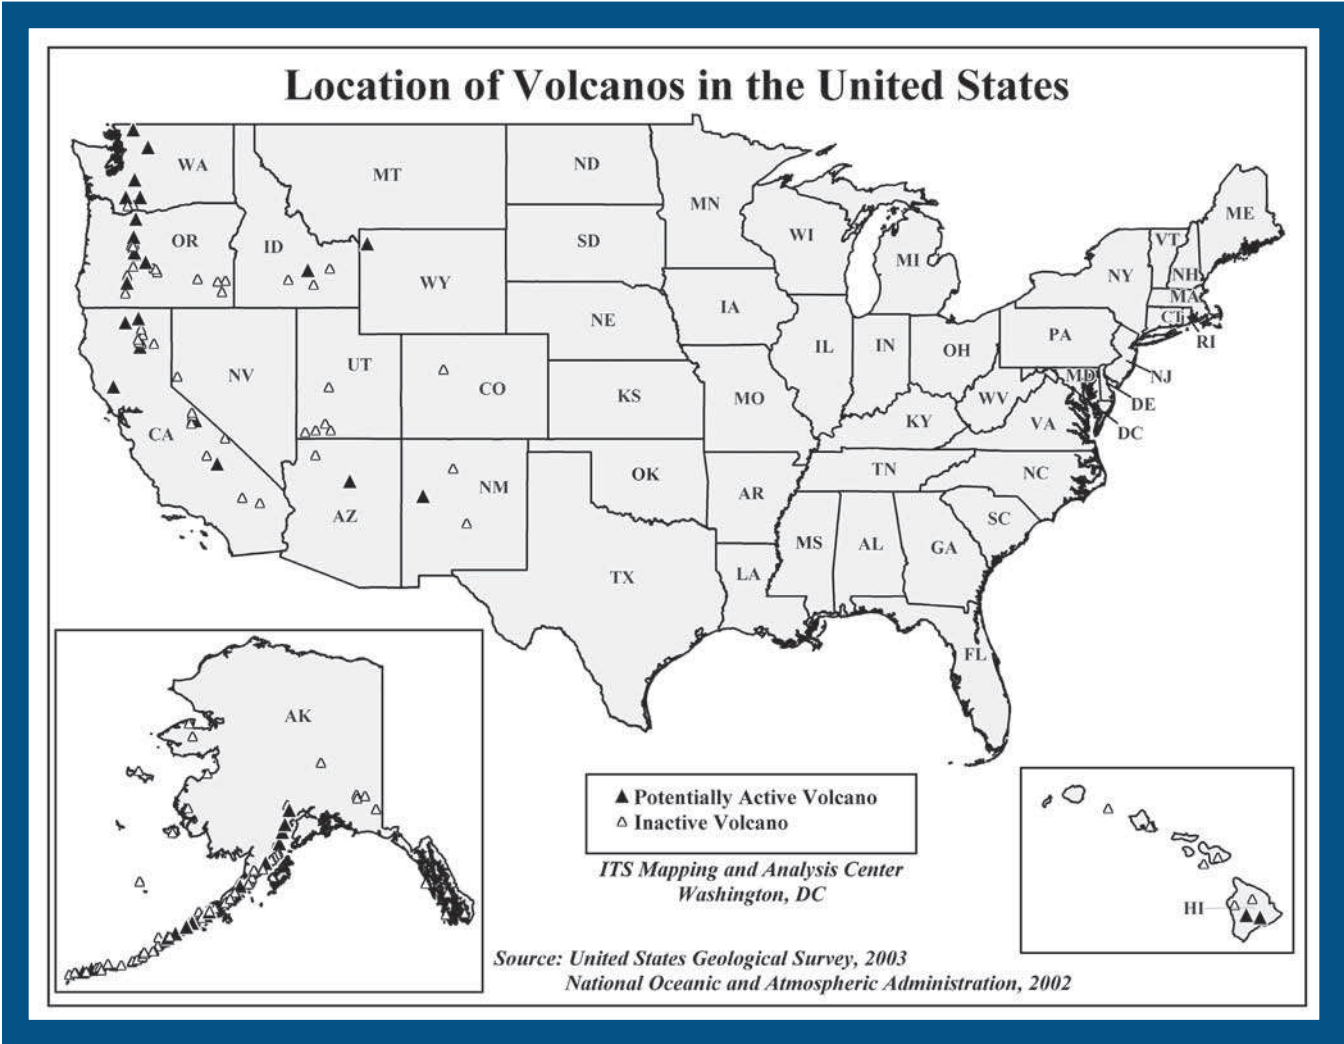 Location of Volcanos in the United States
WA
MT
ND
MN
ME
OR
ID
SD
WI
MI
VT
NY
NH
MA
CT
RI
WY
IA
NE
IL
IN
OH
PA
NJ
NV
UT
CO
KS
MO
WV
MD
DE
KY
VA
DC
CA
OK
TN
NC
AZ
NM
AR
SC
MS
AL
GA
TX
LA
FL
AK
Potentially Active Volcano
Inactive Volcano
ITS Mapping and Analysis Center
Washington, DC
HI
Source: United States Geological Survey, 2003
National Oceanic and Atmospheric Administration, 2002